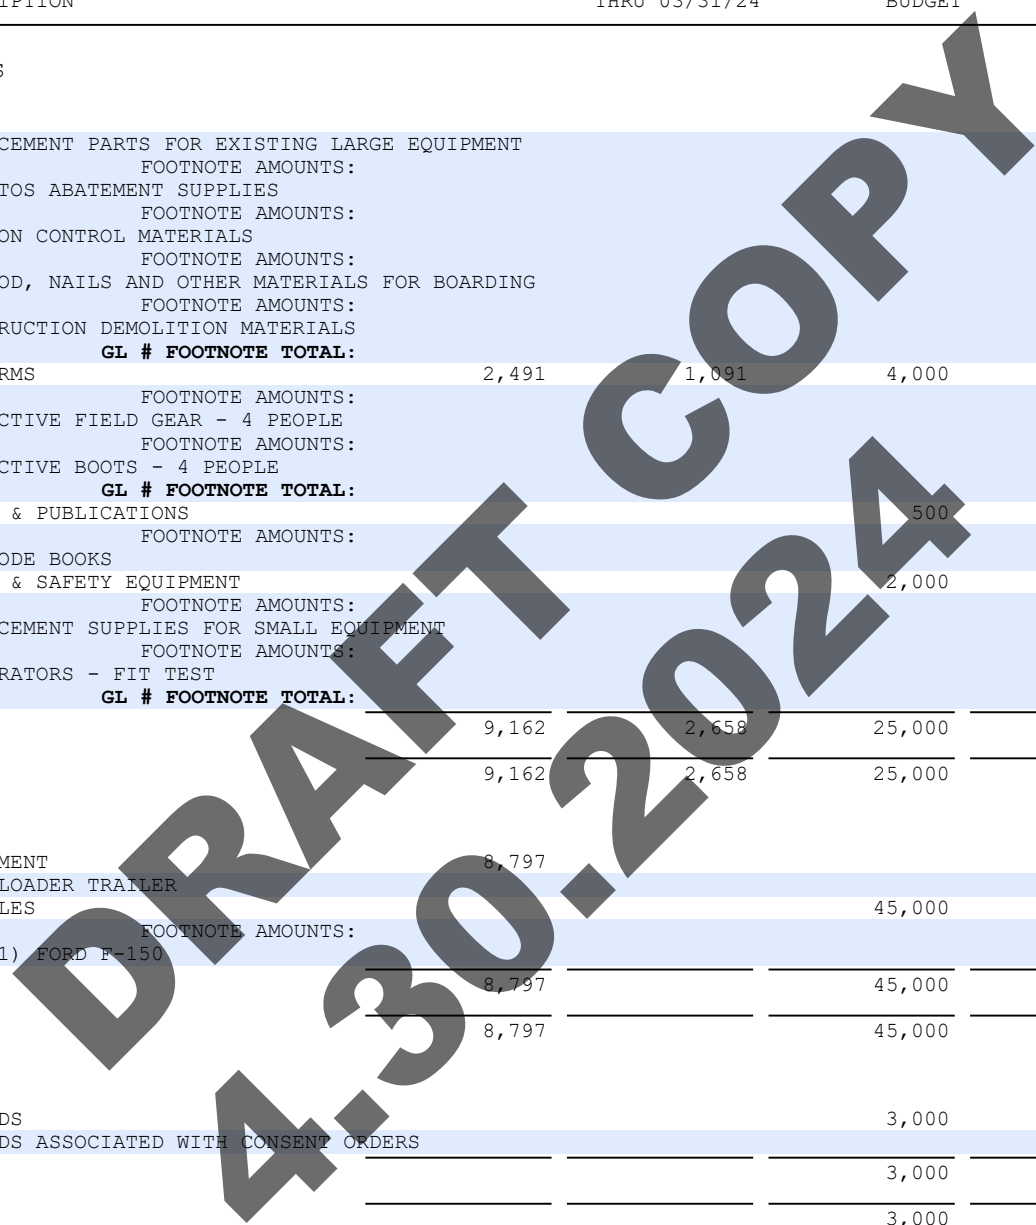 IPTION THRU 03/31/24 BUDGET
S
CEMENT PARTS FOR EXISTING LARGE EQUIPMENT
FOOTNOTE AMOUNTS:
TOS ABATEMENT SUPPLIES
FOOTNOTE AMOUNTS:
ON CONTROL MATERIALS
FOOTNOTE AMOUNTS:
OD, NAILS AND OTHER MATERIALS FOR BOARDING
FOOTNOTE AMOUNTS:
RUCTION DEMOLITION MATERIALS
GL # FOOTNOTE TOTAL:
RMS 2,491 1,091 4,000
FOOTNOTE AMOUNTS:
CTIVE FIELD GEAR - 4 PEOPLE
FOOTNOTE AMOUNTS:
CTIVE BOOTS - 4 PEOPLE
GL # FOOTNOTE TOTAL:
& PUBLICATIONS 500
FOOTNOTE AMOUNTS:
ODE BOOKS
& SAFETY EQUIPMENT 2,000
FOOTNOTE AMOUNTS:
CEMENT SUPPLIES FOR SMALL EQUIPMENT
FOOTNOTE AMOUNTS:
RATORS - FIT TEST
GL # FOOTNOTE TOTAL:
9,162 2,658 25,000
9,162 2,658 25,000
MENT 8,797
LOADER TRAILER
LES 45,000
FOOTNOTE AMOUNTS:
1) FORD F-150
8,797 45,000
8,797 45,000
DS 3,000
DS ASSOCIATED WITH CONSENT ORDERS
3,000
3,000
DRAFT COPY
4.30.2024